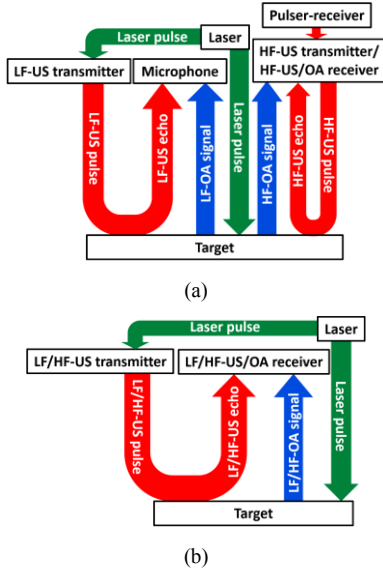 Pulser-receiver
Laser pulse
Laser
LF-US transmitter
Microphone
HF-US transmitter/
HF-US/OA receiver
LF-US pulse
LF-US echo
LF-OA signal
Laser pulse
HF-OA signal
HF-US echo
HF-US pulse
Target
(a)
Laser pulse
Laser
LF/HF-US transmitter
LF/HF-US/OA receiver
LF/HF-US pulse
LF/HF-US echo
LF/HF-OA signal
Laser pulse
Target
(b)